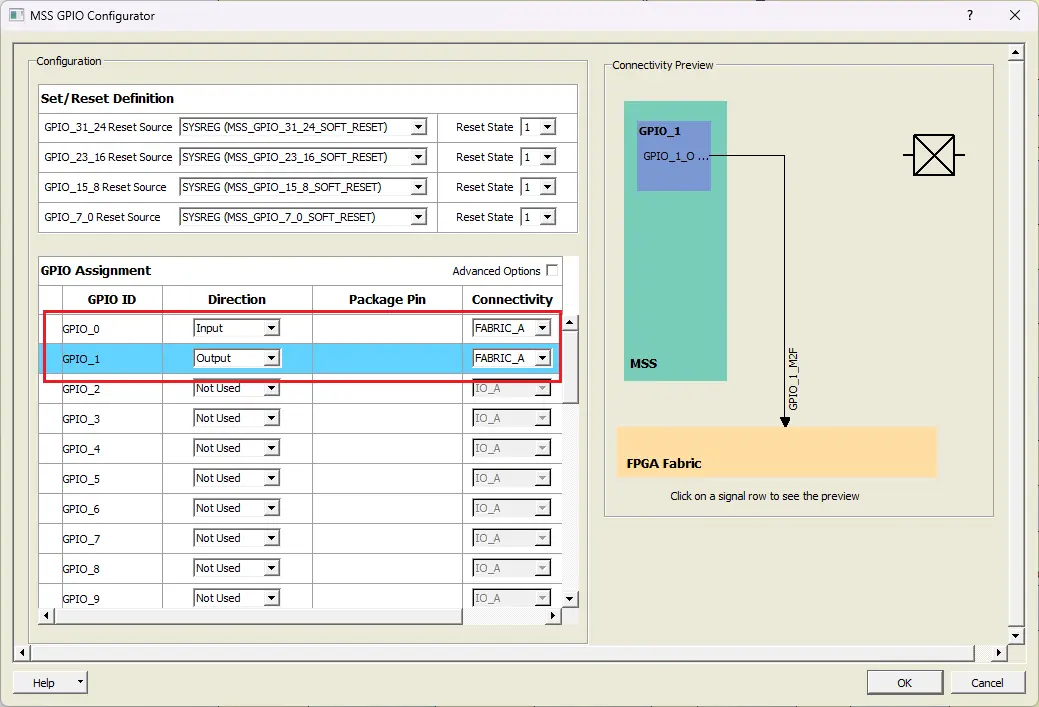 MSS GPIO Configurator
?
Configuration
Set/Reset Definition
GPIO_31_24 Reset Source SYSREG (MSS_GPIO_31_24_SOFT_RESET) Reset State 1
GPIO_23_16 Reset Source SYSREG (MSS_GPIO_23_16_SOFT_RESET) Reset State 1
GPIO_15_8 Reset Source SYSREG (MSS_GPIO_15_8_SOFT_RESET) Reset State 1
GPIO_7_0 Reset Source SYSREG (MSS_GPIO_7_0_SOFT_RESET) Reset State 1
GPIO Assignment Advanced Options
GPIO ID Direction Package Pin Connectivity
GPIO_0 Input FABRIC_A
GPIO_1 Output FABRIC_A
GPIO_2 Not Used IO_A
GPIO_3 Not Used IO_A
GPIO_4 Not Used IO_A
GPIO_5 Not Used IO_A
GPIO_6 Not Used IO_A
GPIO_7 Not Used IO_A
GPIO_8 Not Used IO_A
GPIO_9 Not Used IO_A
Connectivity Preview
GPIO_1
GPIO_1_O ...
MSS
GPIO_1_M2F
FPGA Fabric
Click on a signal row to see the preview
Help
OK
Cancel